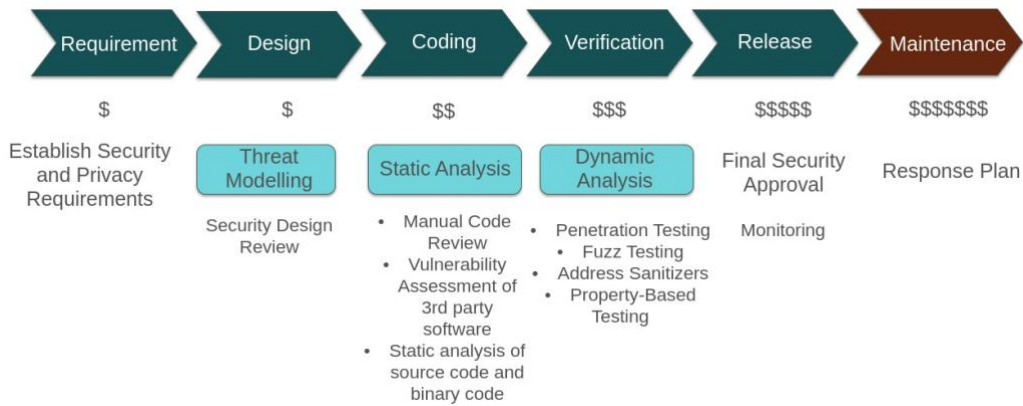 Requirement
Design
Coding
Verification
Release
Maintenance
$
$
$$
$$$
$$$$$
$$$$$$$
Establish Security
and Privacy
Requirements
Threat
Modelling
Security Design
Review
Static Analysis
• Manual Code
Review
• Vulnerability
Assessment of
3rd party
software
• Static analysis of
source code and
binary code
Dynamic
Analysis
• Penetration Testing
• Fuzz Testing
• Address Sanitizers
• Property-Based
Testing
Final Security
Approval
Monitoring
Response Plan